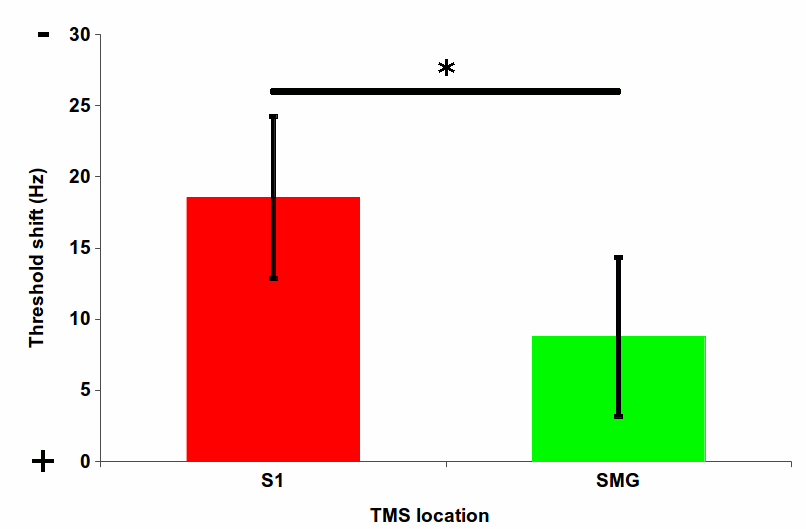 - 30
*
25
20
15
10
5
+ 0
Threshold shift (Hz)
S1 SMG
TMS location